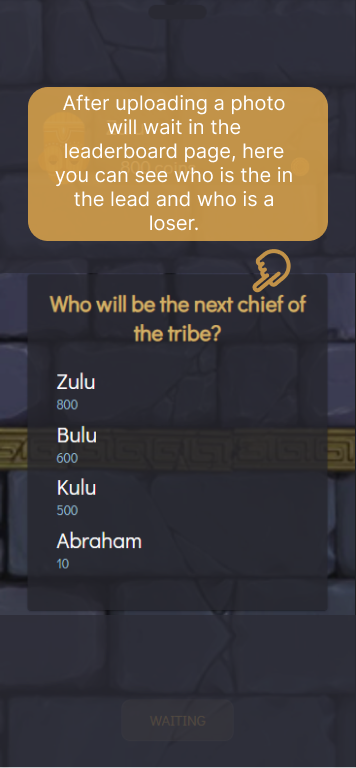 After uploading a photo
will wait in the
leaderboard page, here
you can see who is the in
the lead and who is a
loser.
Who will be the next chief of
the tribe?
Zulu
800
Bulu
600
Kulu
500
Abraham
10
WAITING